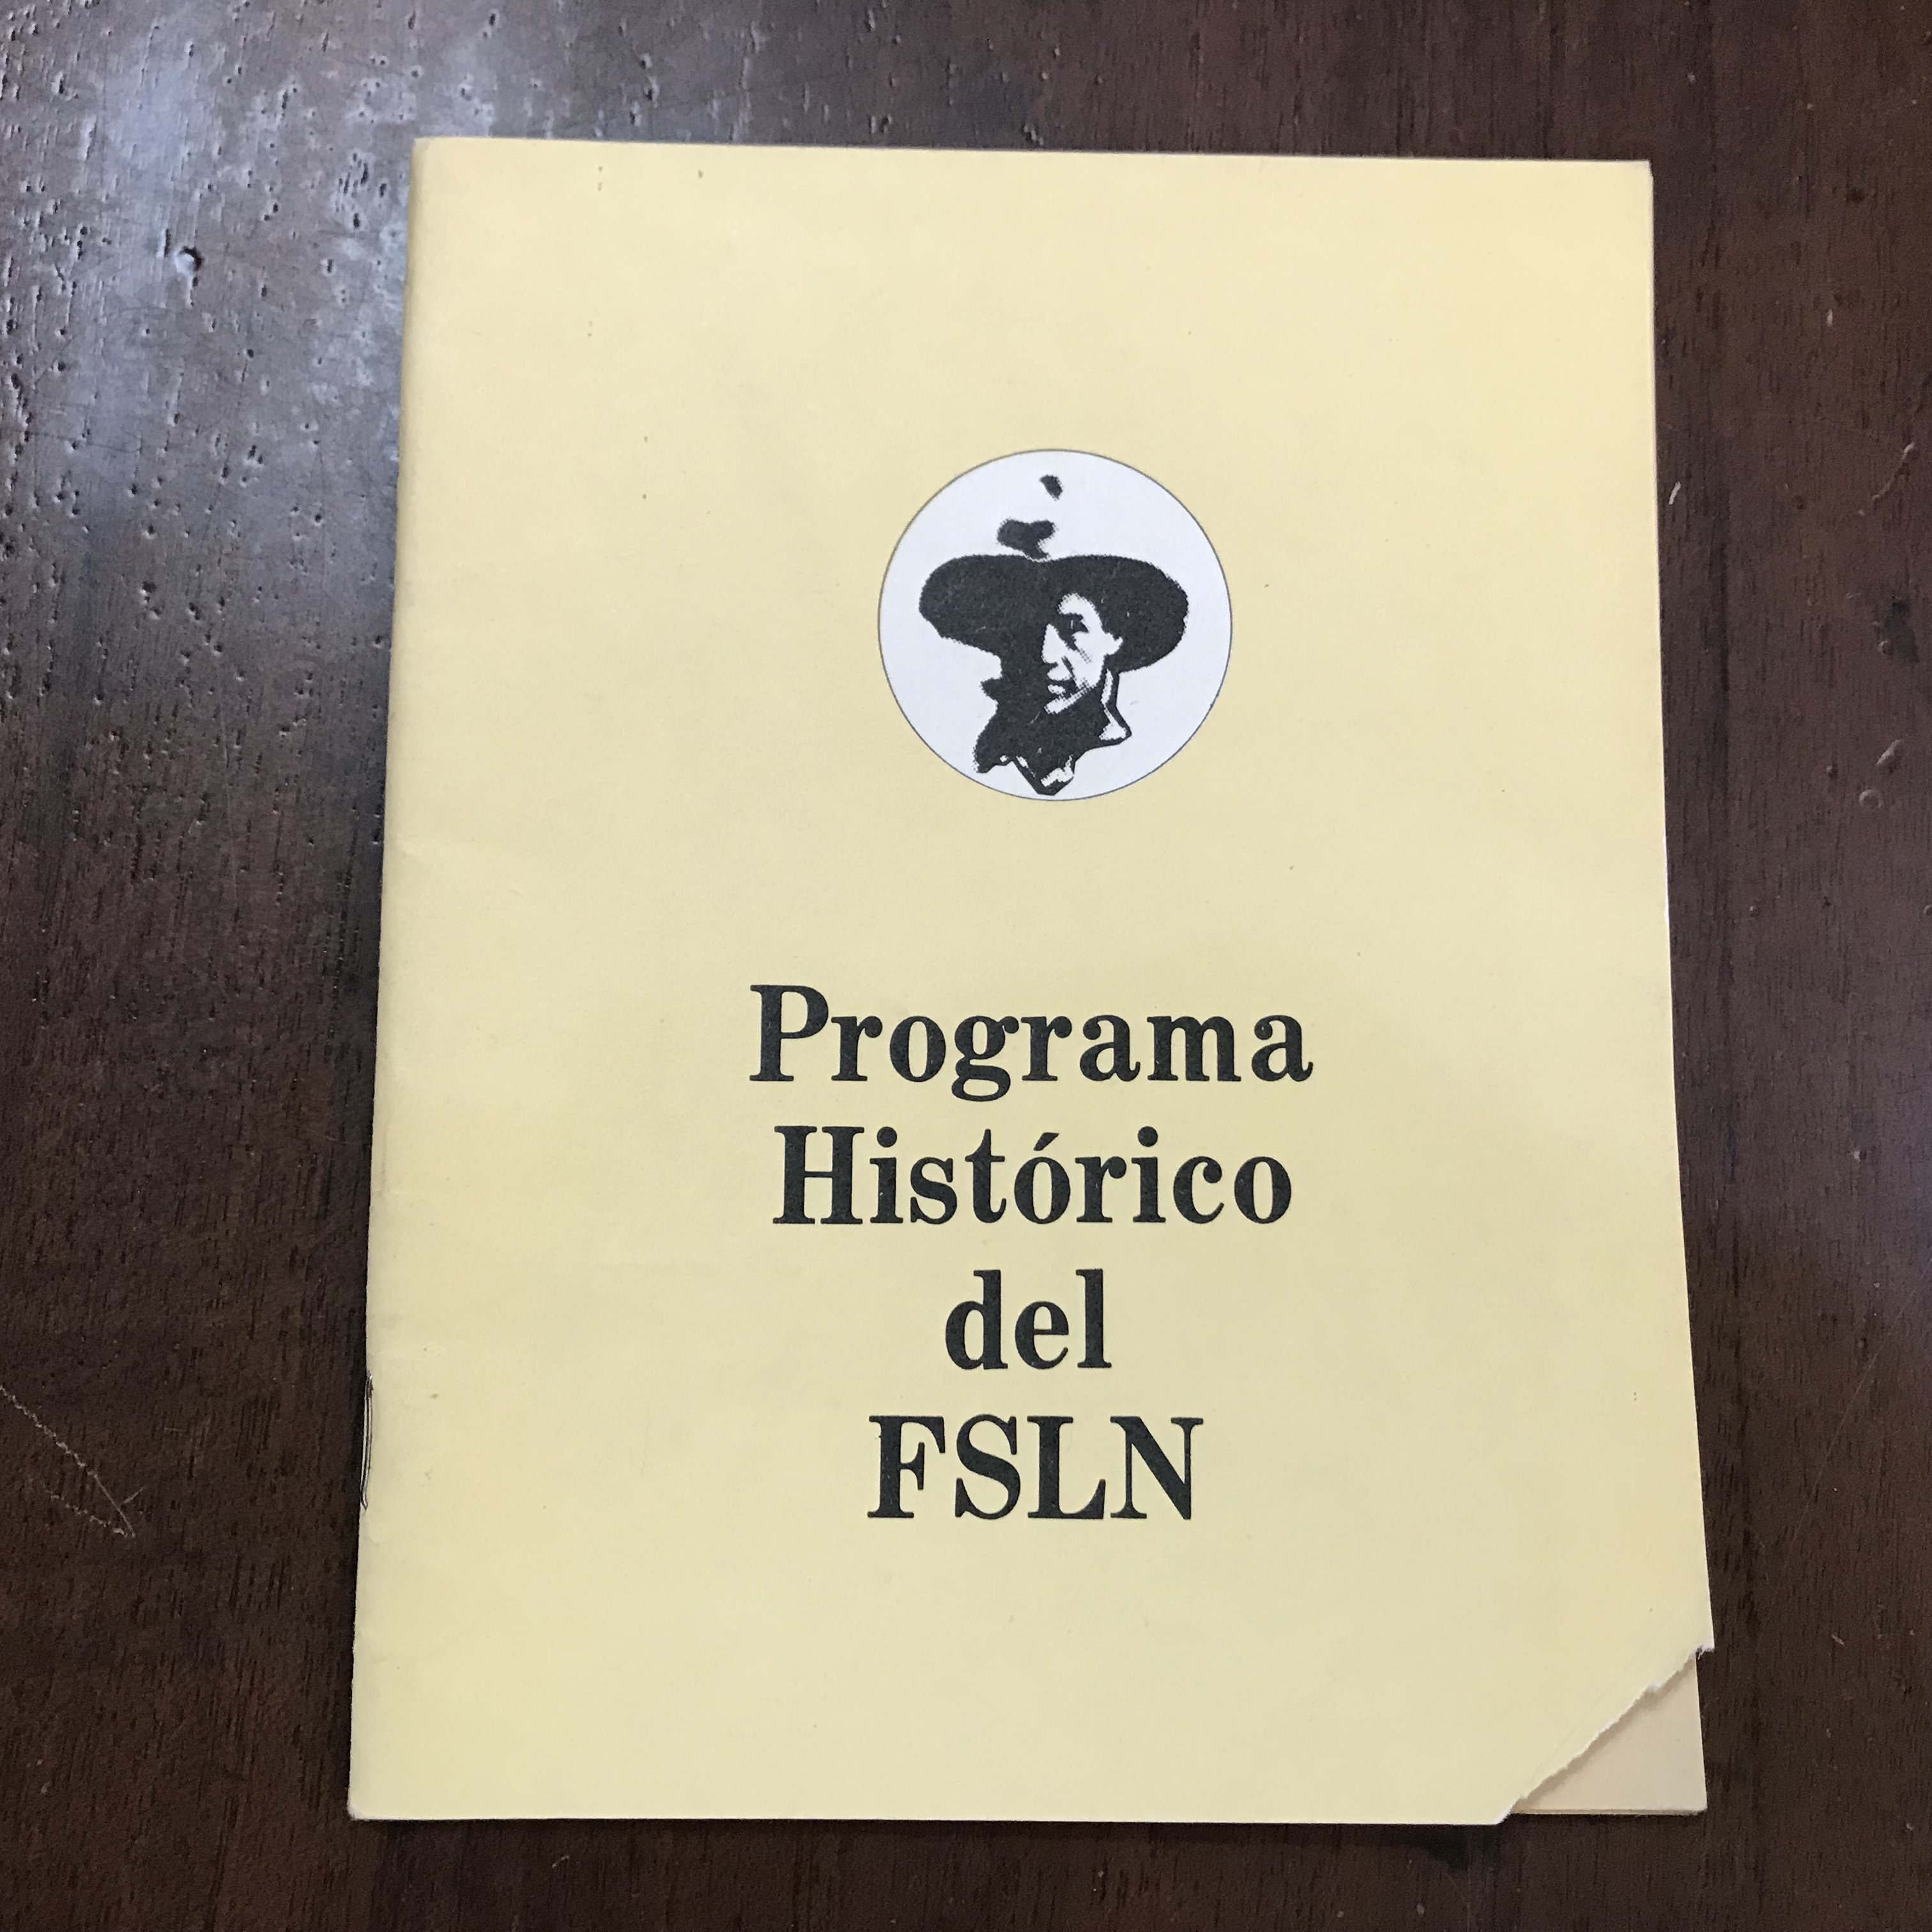 Programa
Histórico
del
FSLN